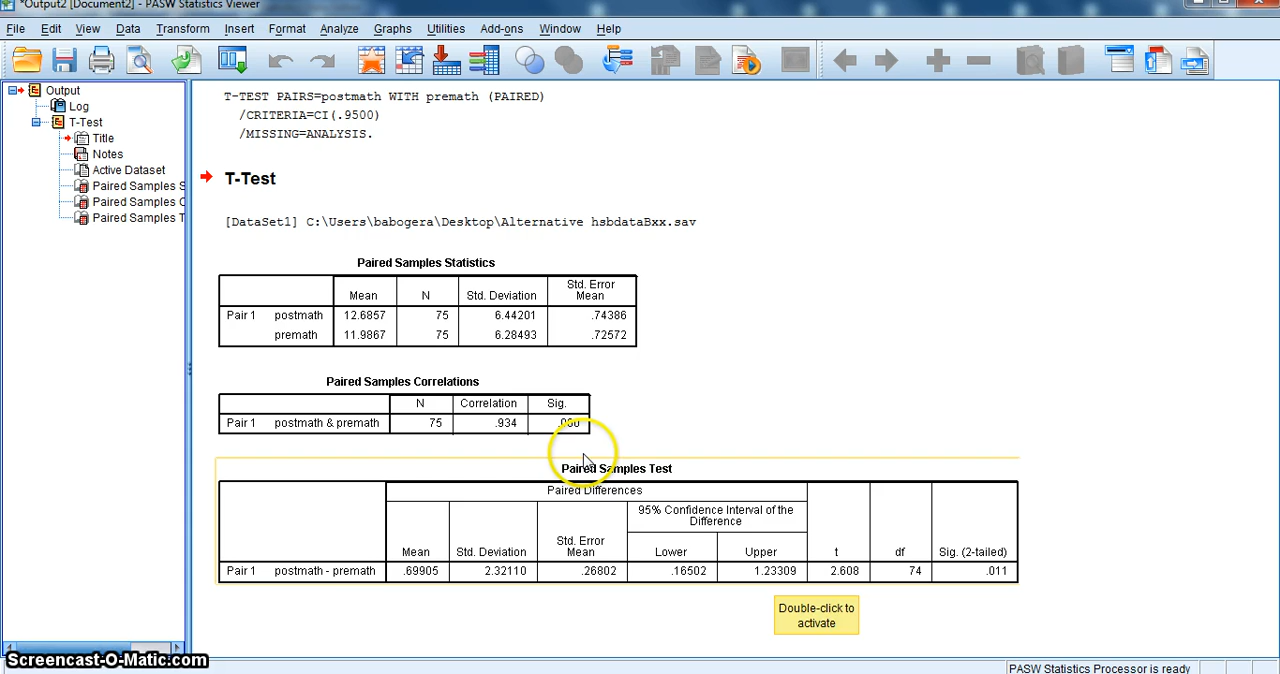 *Output2 [Document2] - PASW Statistics Viewer
File Edit View Data Transform Insert Format Analyze Graphs Utilities Add-ons Window Help
Output
Log
T-Test
Title
Notes
Active Dataset
Paired Samples S
Paired Samples C
Paired Samples T
T-TEST PAIRS=postmath WITH premath (PAIRED)
/CRITERIA=CI(.9500)
/MISSING=ANALYSIS.
T-Test
[DataSet1] C:\Users\babogera\Desktop\Alternative hsbdataBxx.sav
Paired Samples Statistics
Mean N Std. Deviation Std. Error Mean
Pair 1 postmath 12.6857 75 6.44201 .74386
premath 11.9867 75 6.28493 .72572
Paired Samples Correlations
N Correlation Sig.
Pair 1 postmath & premath 75 .934 .000
Paired Samples Test
Paired Differences
95% Confidence Interval of the
Difference
Mean Std. Deviation Std. Error Mean Lower Upper t df Sig. (2-tailed)
Pair 1 postmath - premath .69905 2.32110 .26802 .16502 1.23309 2.608 74 .011
Double-click to
activate
Screencast-O-Matic.com
PASW Statistics Processor is ready